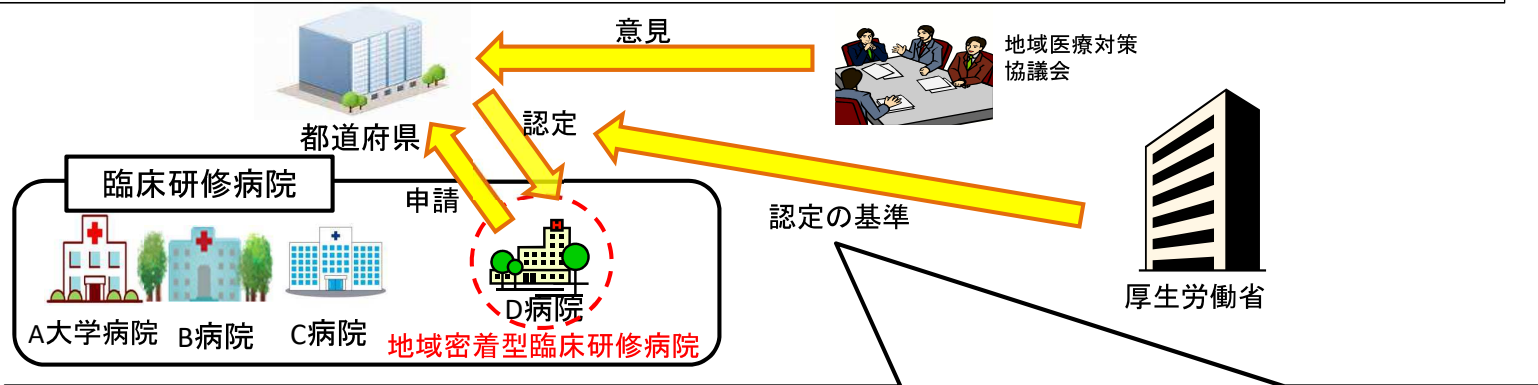 意見
地域医療対策
協議会
都道府県
認定
臨床研修病院
申請
認定の基準
厚生労働省
A大学病院
B病院
C病院
D病院
地域密着型臨床研修病院